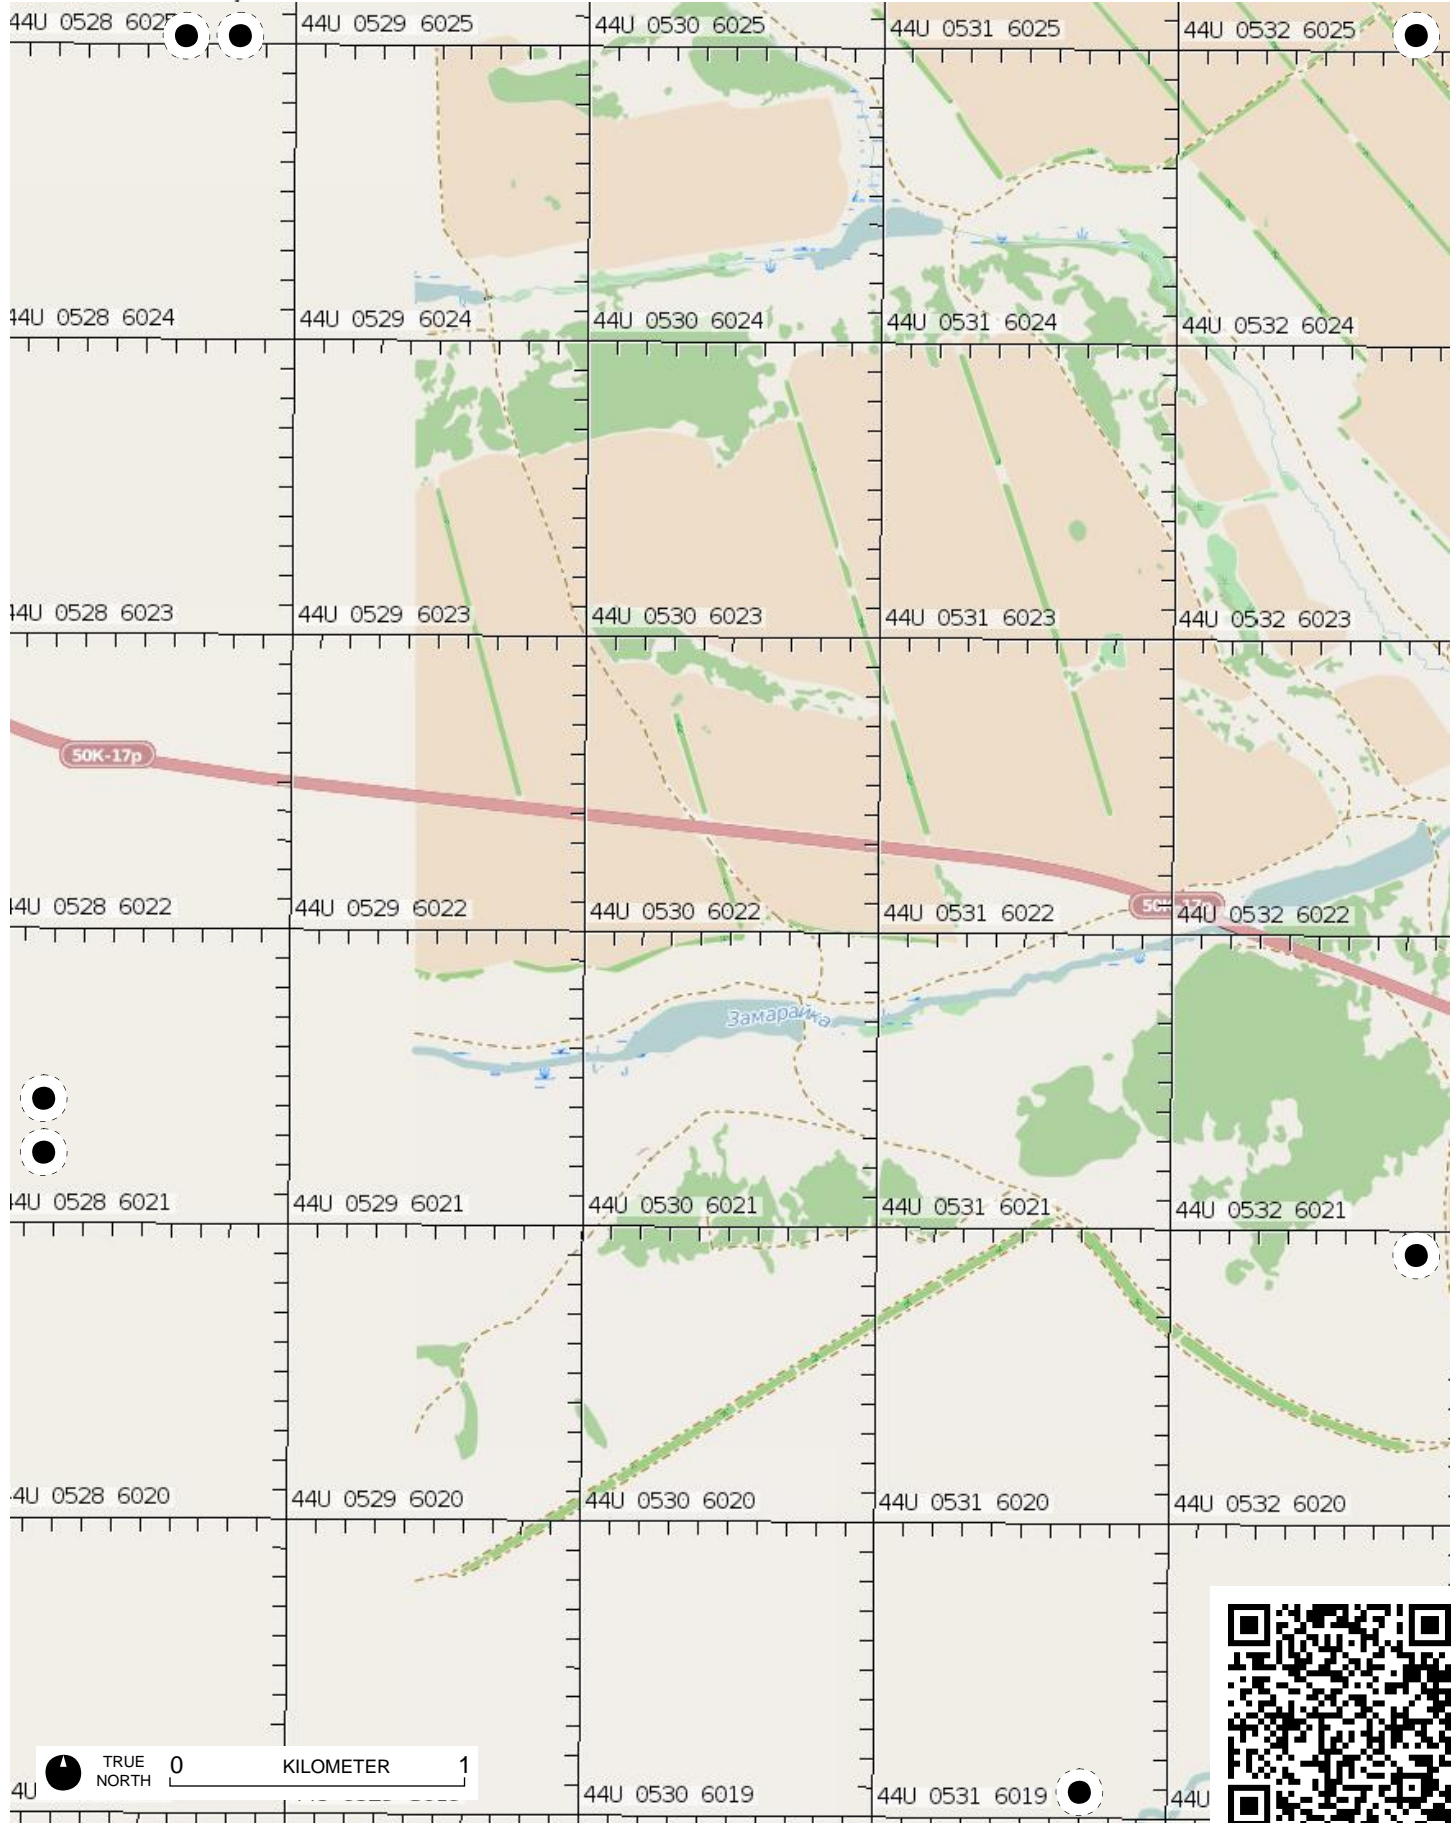 44U 0528 6025
44U 0529 6025
44U 0530 6025
44U 0531 6025
44U 0532 6025
44U 0528 6024
44U 0529 6024
44U 0530 6024
44U 0531 6024
44U 0532 6024
44U 0528 6023
44U 0529 6023
44U 0530 6023
44U 0531 6023
44U 0532 6023
50K-17p
44U 0528 6022
44U 0529 6022
44U 0530 6022
44U 0531 6022
50K-17p
44U 0532 6022
Замарайка
44U 0528 6021
44U 0529 6021
44U 0530 6021
44U 0531 6021
44U 0532 6021
4U 0528 6020
44U 0529 6020
44U 0530 6020
44U 0531 6020
44U 0532 6020
TRUE NORTH
0 KILOMETER 1
4U
44U 0530 6019
44U 0531 6019
44U